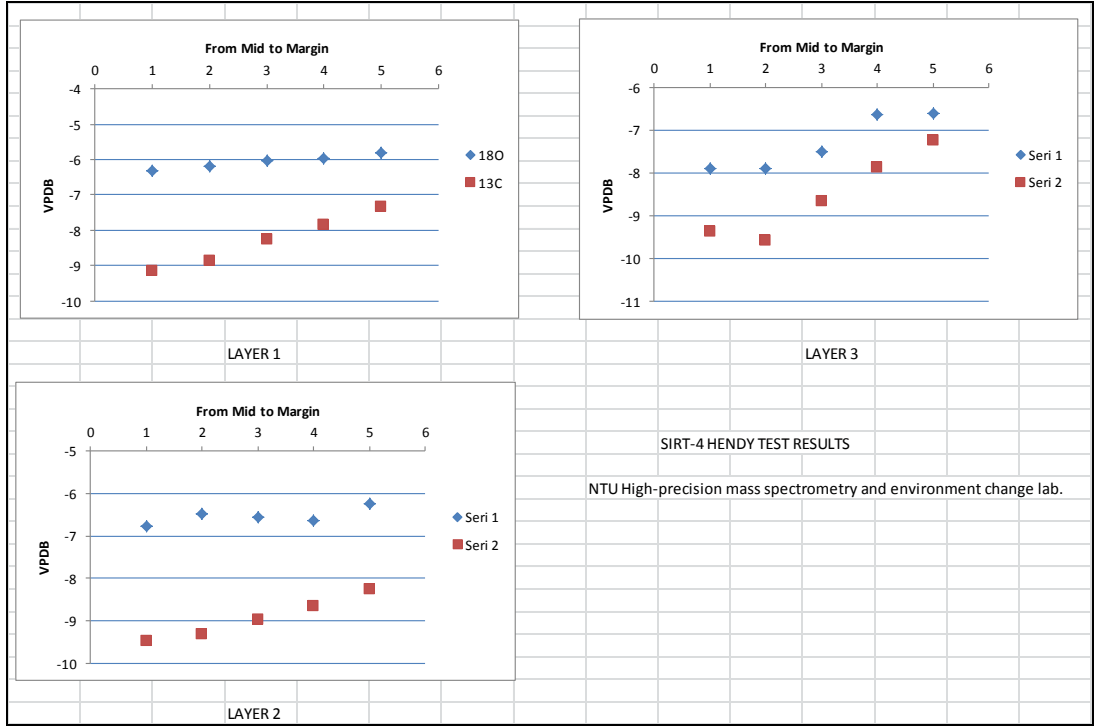 From Mid to Margin
0 1 2 3 4 5 6
-4
-5
-6
-7
-8
-9
-10
VPDB
18O
13C
LAYER 1
From Mid to Margin
0 1 2 3 4 5 6
-6
-7
-8
-9
-10
-11
VPDB
Seri 1
Seri 2
LAYER 3
From Mid to Margin
0 1 2 3 4 5 6
-5
-6
-7
-8
-9
-10
VPDB
Seri 1
Seri 2
LAYER 2
SIRT-4 HENDY TEST RESULTS
NTU High-precision mass spectrometry and environment change lab.